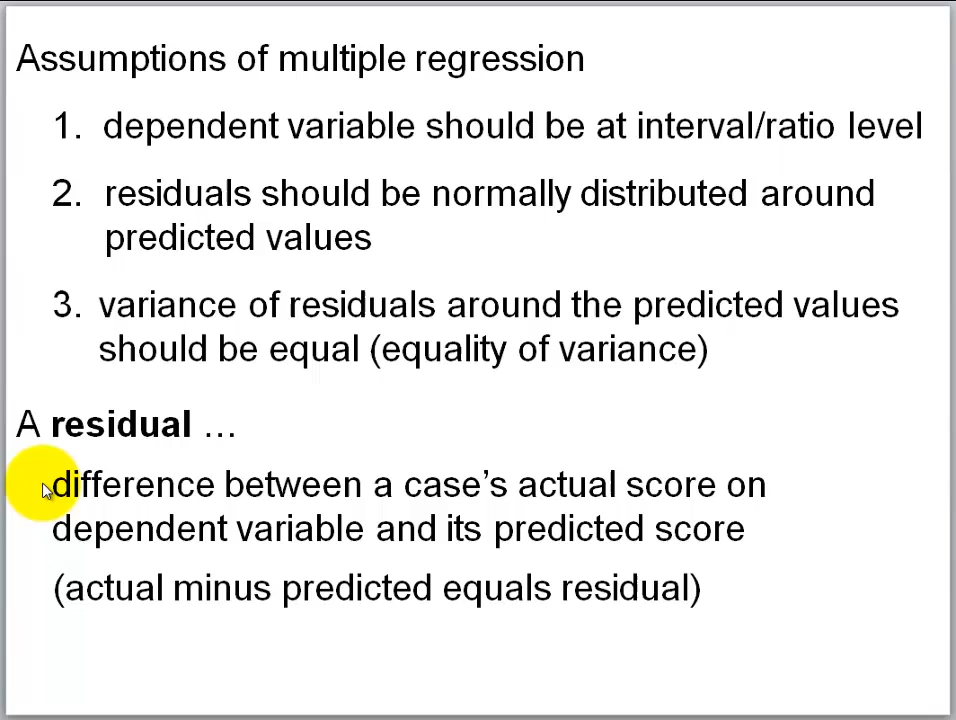 Assumptions of multiple regression
1. dependent variable should be at interval/ratio level
2. residuals should be normally distributed around
predicted values
3. variance of residuals around the predicted values
should be equal (equality of variance)
A residual …
difference between a case’s actual score on
dependent variable and its predicted score
(actual minus predicted equals residual)